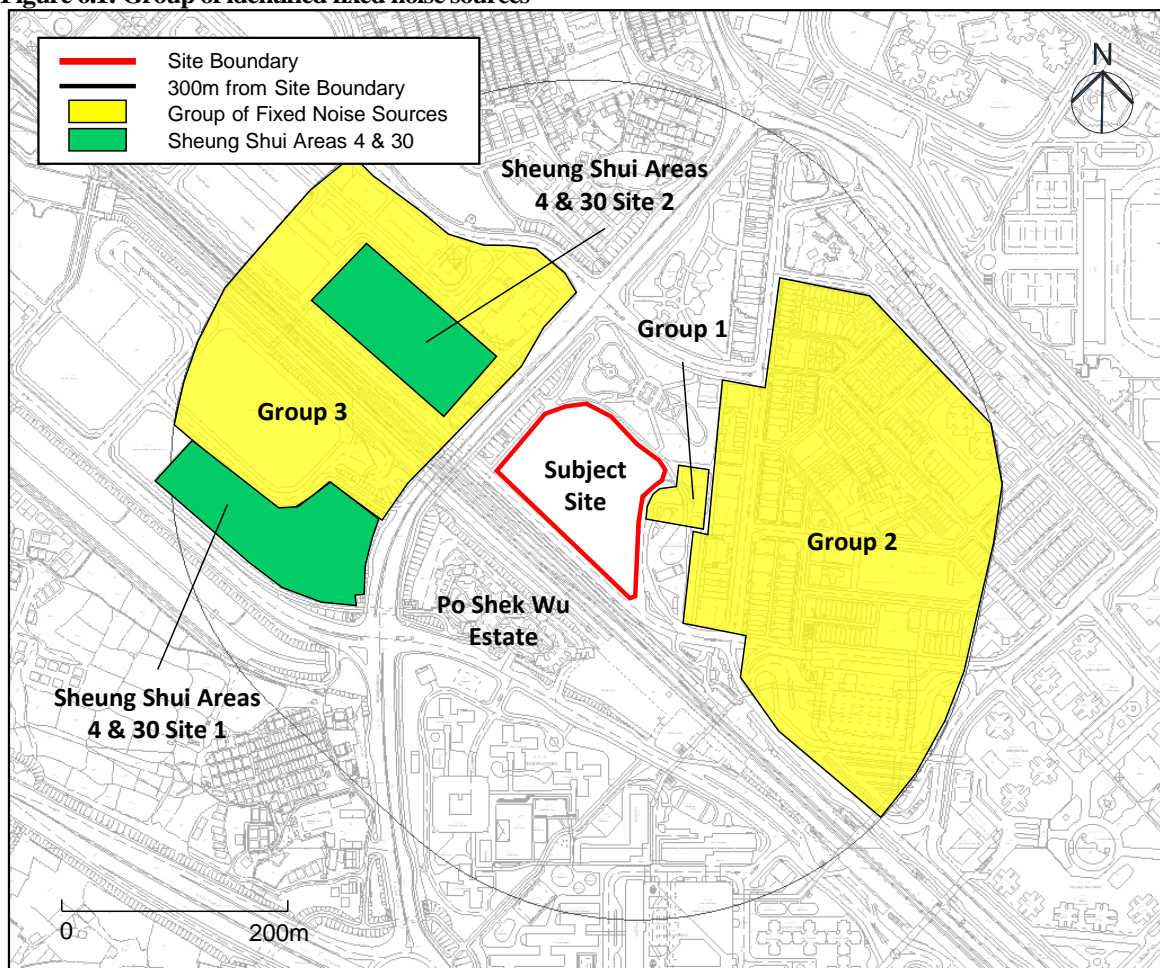 Figure 6.1: Group of identified fixed noise sources
Site Boundary
300m from Site Boundary
Group of Fixed Noise Sources
Sheung Shui Areas 4 & 30
N
Sheung Shui Areas
4 & 30 Site 2
Group 1
Group 3
Subject
Site
Group 2
Po Shek Wu
Estate
Sheung Shui Areas
4 & 30 Site 1
0
200m